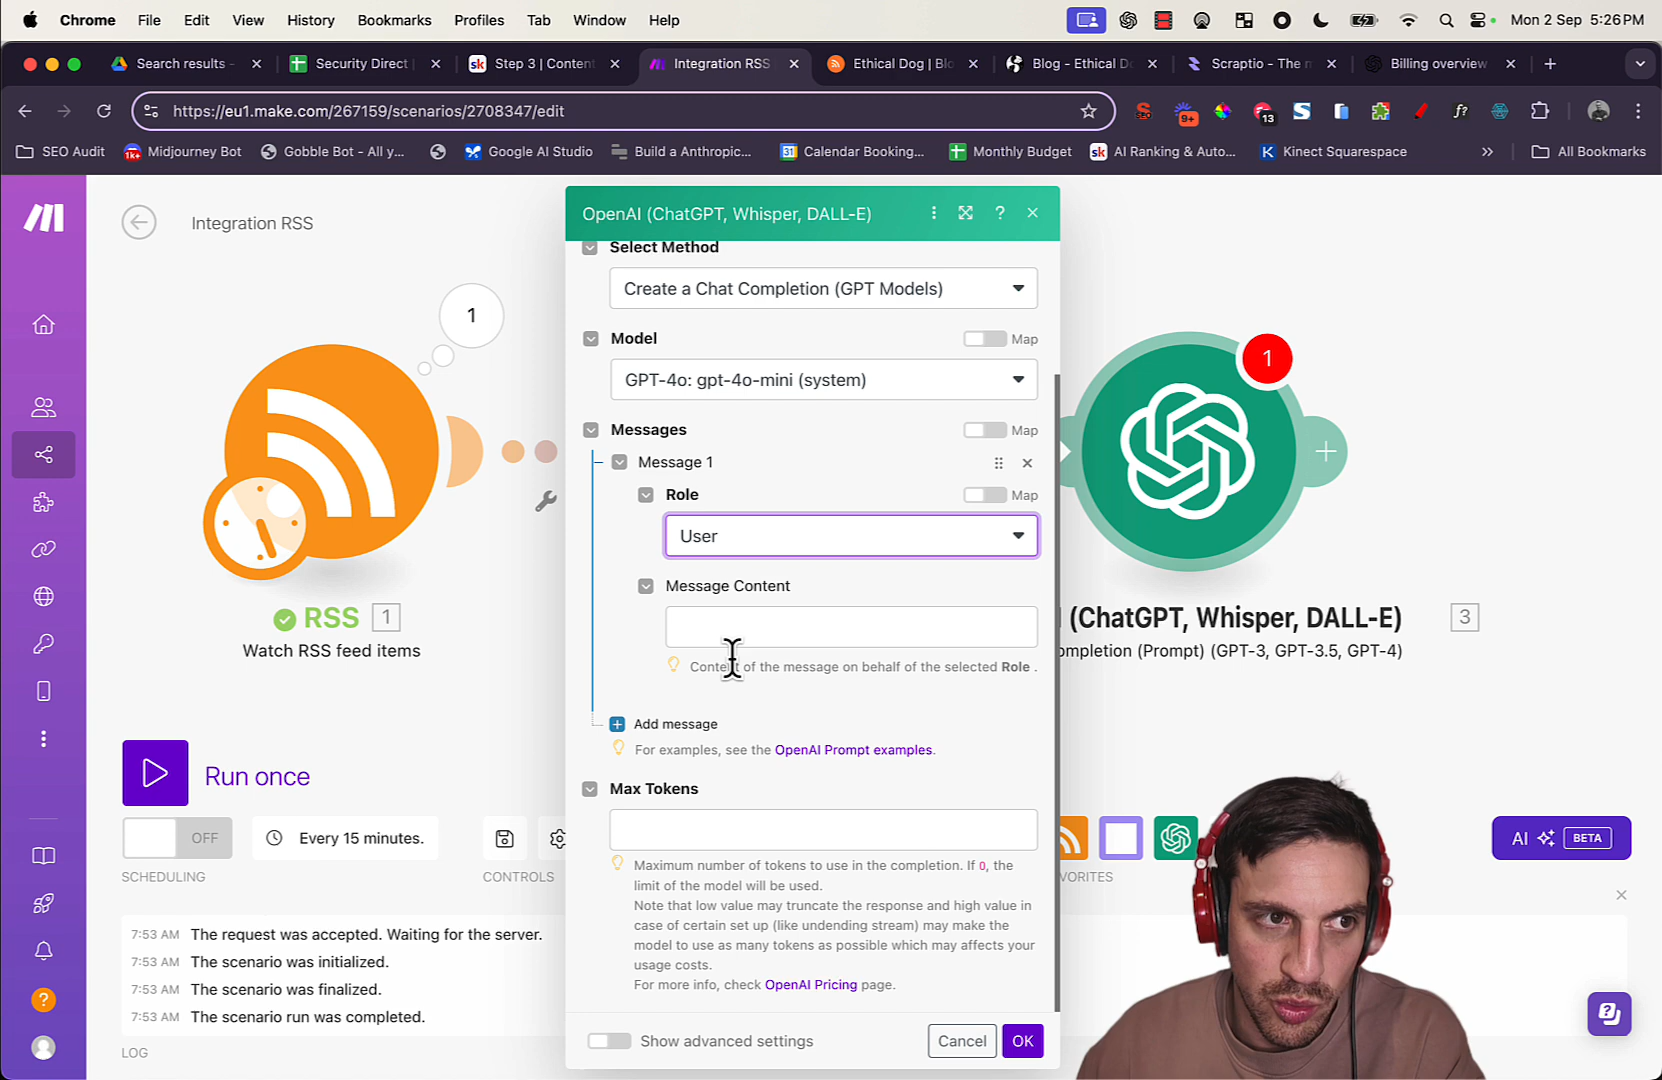 Chrome File Edit View History Bookmarks Profiles Tab Window Help
Mon 2 Sep 5:26 PM
Search results -
Security Direct |
Step 3 | Content
Integration RSS
Ethical Dog | Blo
Blog - Ethical Do
Scraptio - The m
Billing overview
https://eu1.make.com/267159/scenarios/2708347/edit
9+
13
f?
SEO Audit
1K+
Midjourney Bot
Gobble Bot - All y...
Google AI Studio
Build a Anthropic...
31
Calendar Booking...
Monthly Budget
sk
AI Ranking & Auto...
Kinect Squarespace
All Bookmarks
Integration RSS
1
RSS 1
Watch RSS feed items
OpenAI (ChatGPT, Whisper, DALL-E)
Select Method
Create a Chat Completion (GPT Models)
Model
Map
GPT-4o: gpt-4o-mini (system)
Messages
Map
Message 1
Role
Map
User
Message Content
Content of the message on behalf of the selected Role .
Add message
For examples, see the OpenAI Prompt examples.
Max Tokens
Maximum number of tokens to use in the completion. If 0, the
limit of the model will be used.
Note that low value may truncate the response and high value in
case of certain set up (like undending stream) may make the
model to use as many tokens as possible which may affects your
usage costs.
For more info, check OpenAI Pricing page.
Show advanced settings
Cancel
OK
1
(ChatGPT, Whisper, DALL-E) 3
ompletion (Prompt) (GPT-3, GPT-3.5, GPT-4)
Run once
OFF
Every 15 minutes.
SCHEDULING
CONTROLS
VORITES
AI BETA
7:53 AM The request was accepted. Waiting for the server.
7:53 AM The scenario was initialized.
7:53 AM The scenario was finalized.
7:53 AM The scenario run was completed.
LOG